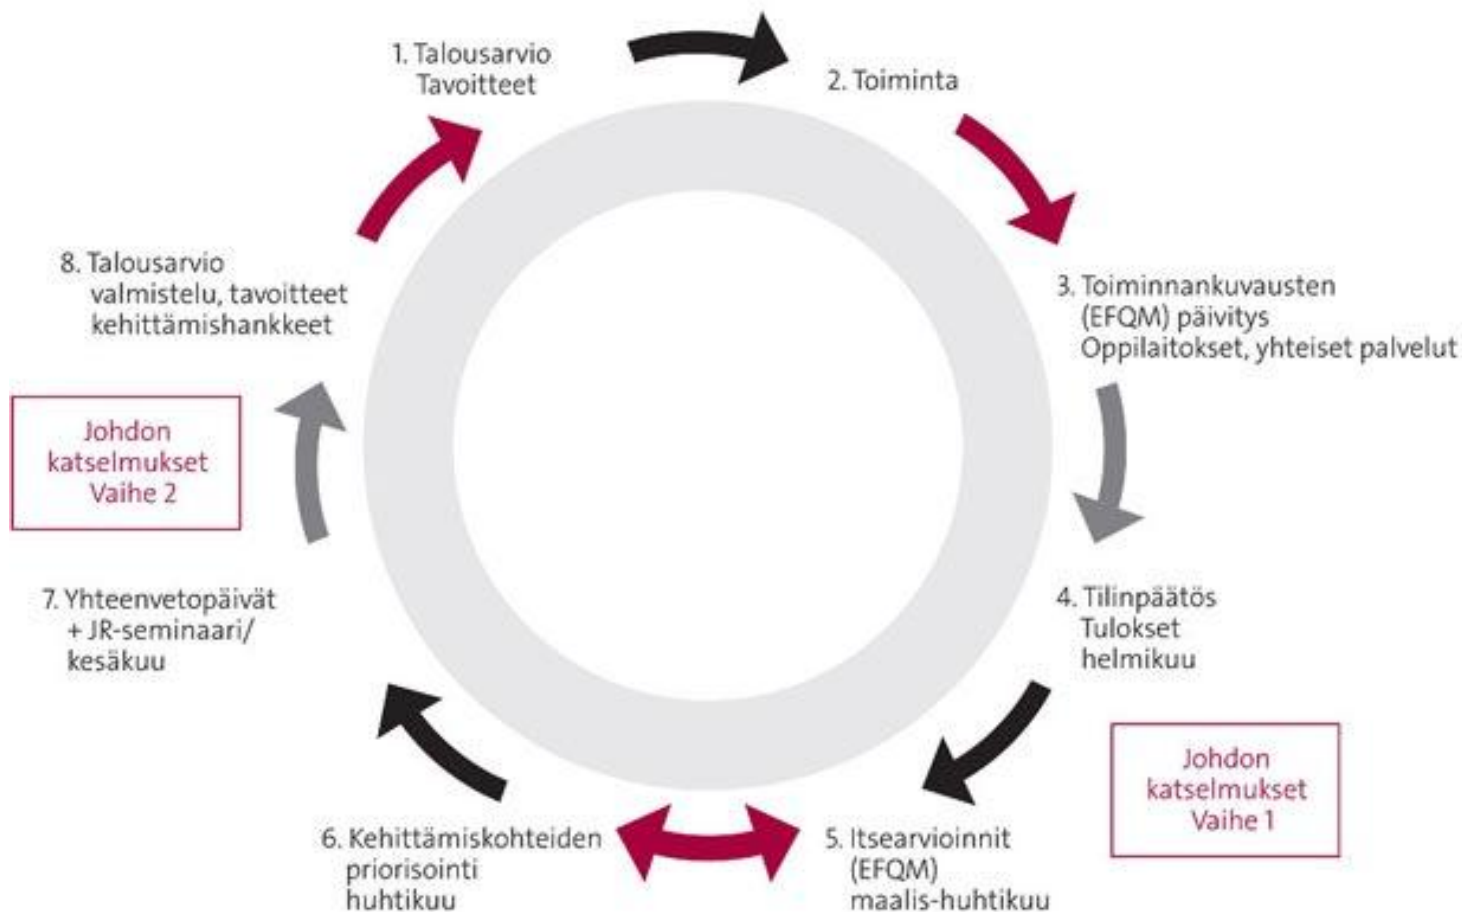 1. Talousarvio
Tavoitteet
2. Toiminta
3. Toiminnankuvausten
(EFQM) päivitys
Oppilaitokset, yhteiset palvelut
4. Tilinpäätös
Tulokset
helmikuu
Johdon
katselmukset
Vaihe 1
5. Itsearvioinnit
(EFQM)
maalis-huhtikuu
6. Kehittämiskohteiden
priorisointi
huhtikuu
7. Yhteenvetopäivät
+ JR-seminaari/
kesäkuu
Johdon
katselmukset
Vaihe 2
8. Talousarvio
valmistelu, tavoitteet
kehittämishankkeet